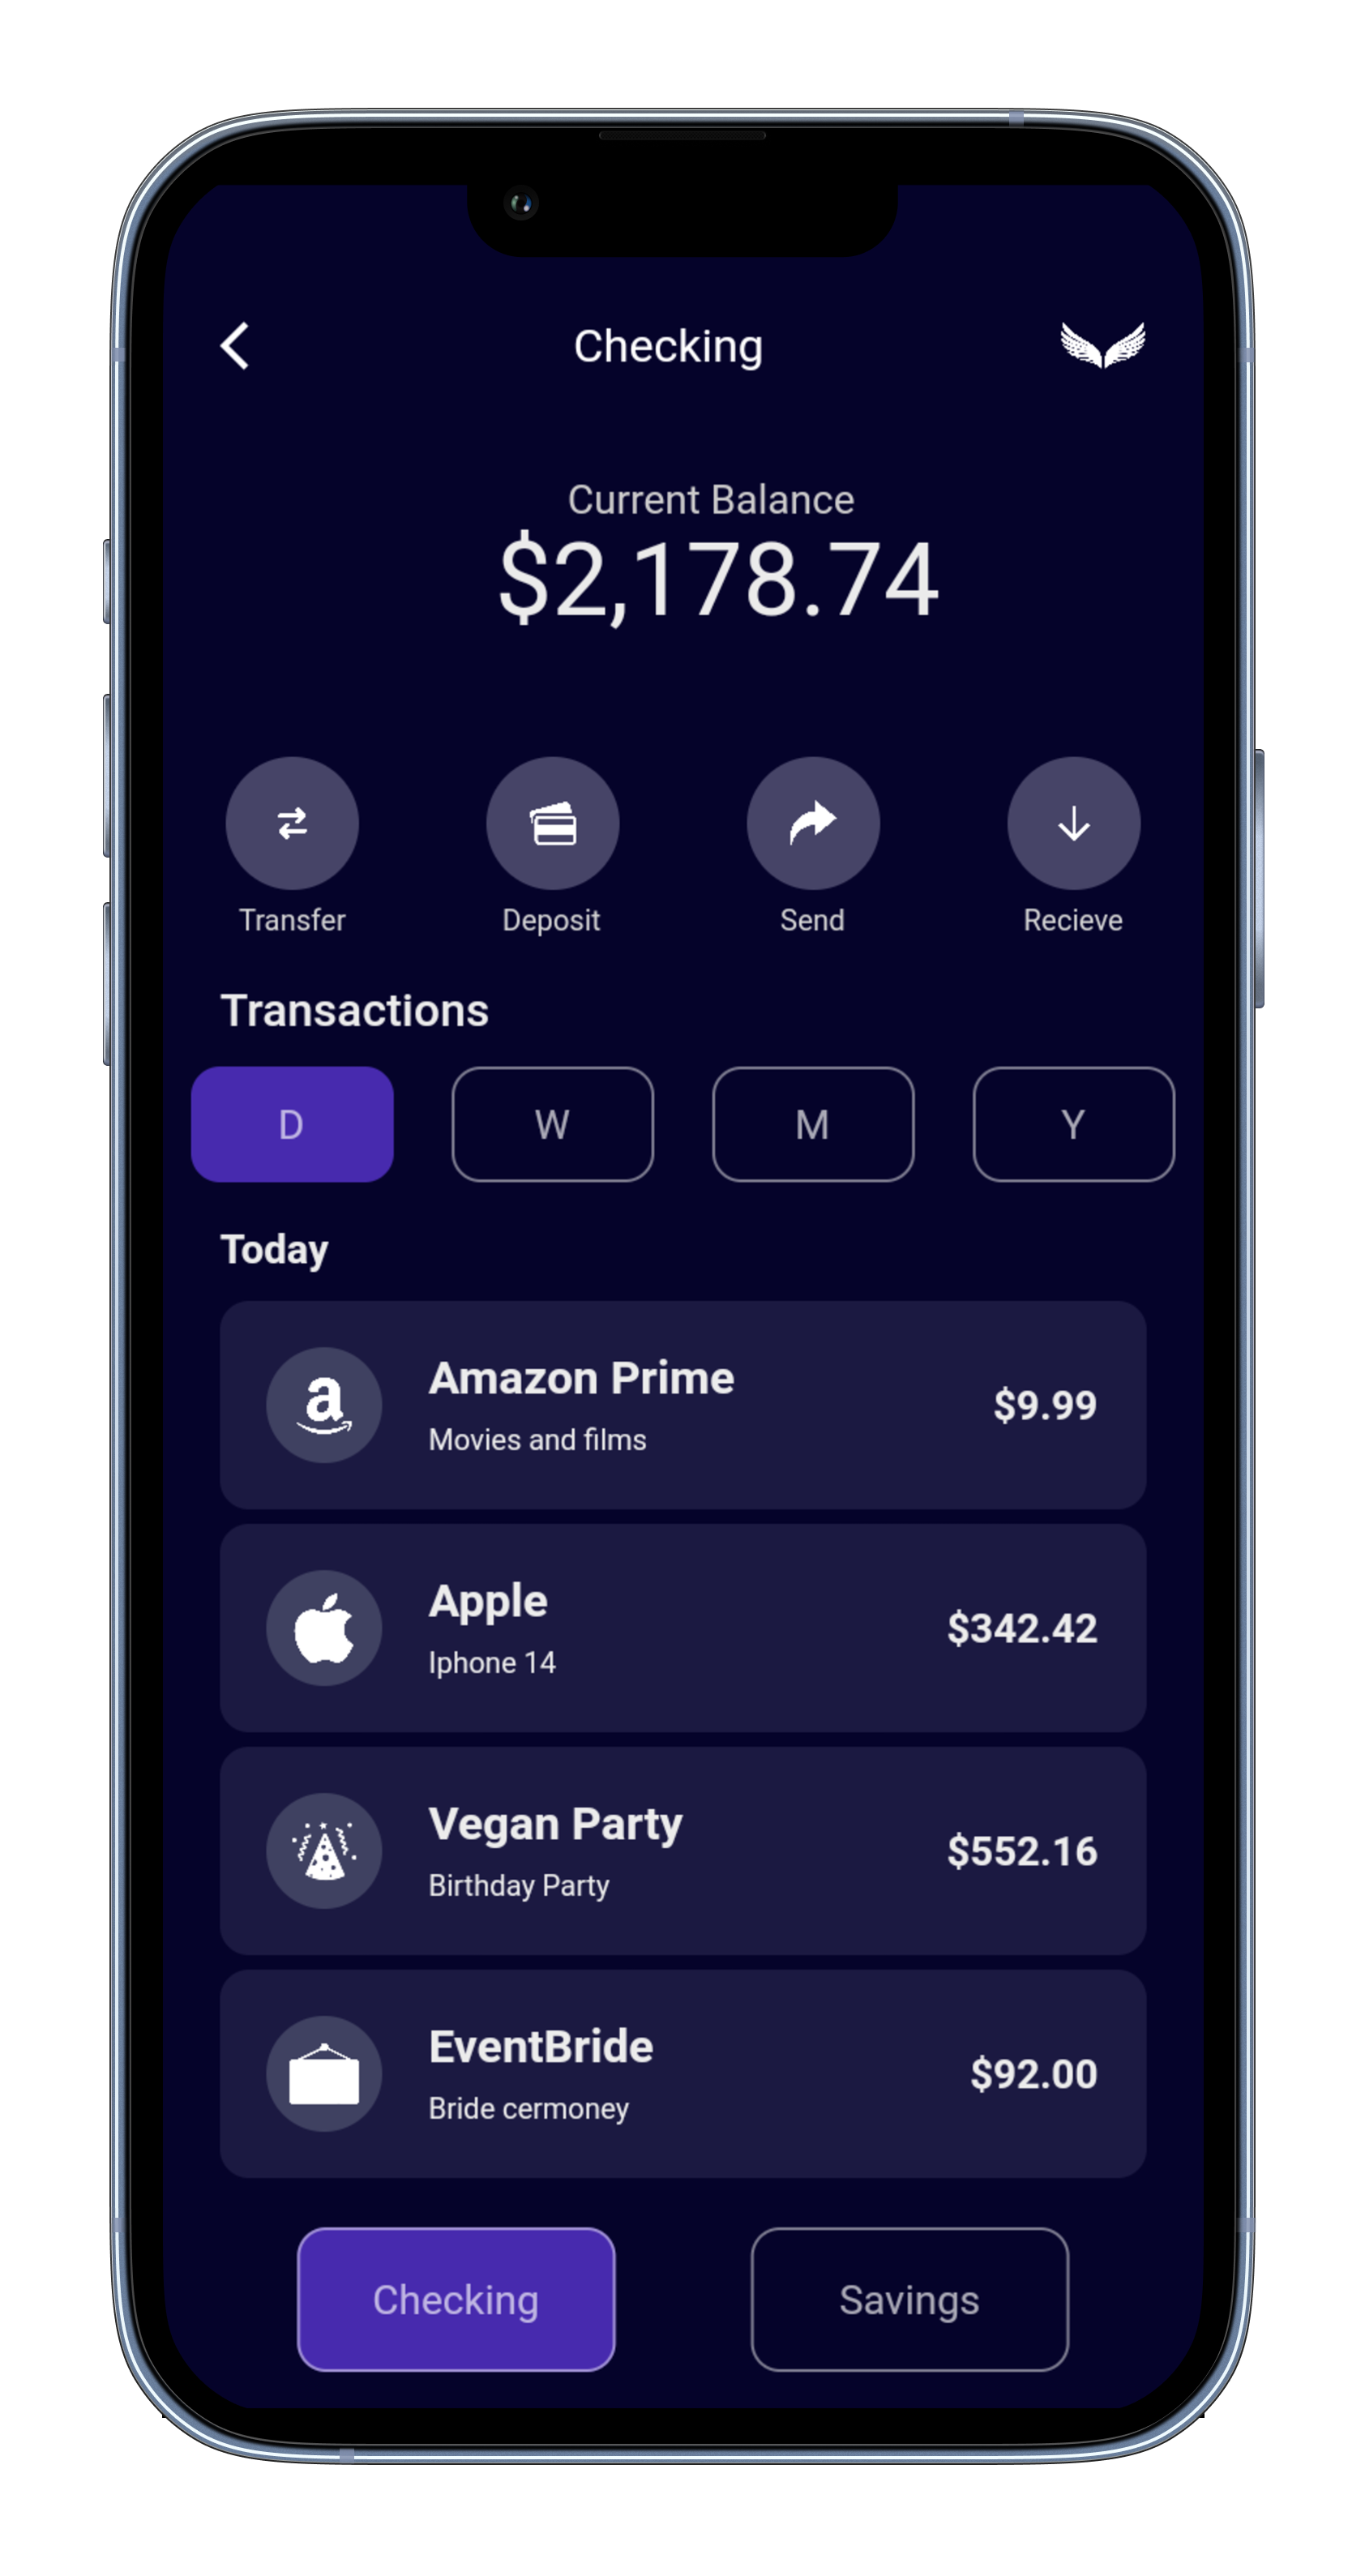 Checking
Current Balance
$2,178.74
Transfer
Deposit
Send
Recieve
Transactions
D
W
M
Y
Today
Amazon Prime
Movies and films
$9.99
Apple
Iphone 14
$342.42
Vegan Party
Birthday Party
$552.16
EventBride
Bride cermoney
$92.00
Checking
Savings